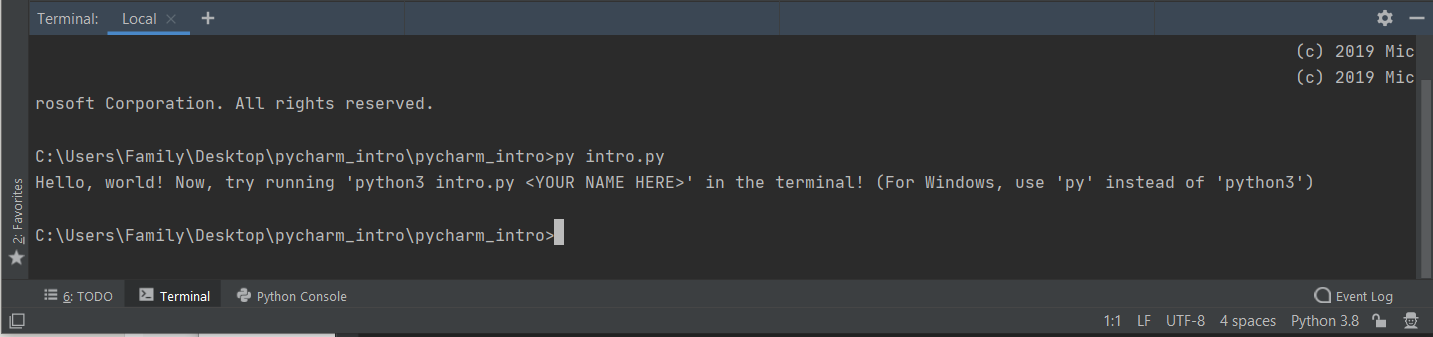 Terminal: Local × +
(c) 2019 Mic
(c) 2019 Mic
rosoft Corporation. All rights reserved.
C:\Users\Family\Desktop\pycharm_intro\pycharm_intro>py intro.py
Hello, world! Now, try running 'python3 intro.py <YOUR NAME HERE>' in the terminal! (For Windows, use 'py' instead of 'python3')
C:\Users\Family\Desktop\pycharm_intro\pycharm_intro>
2: Favorites
6: TODO Terminal Python Console Event Log
1:1 LF UTF-8 4 spaces Python 3.8